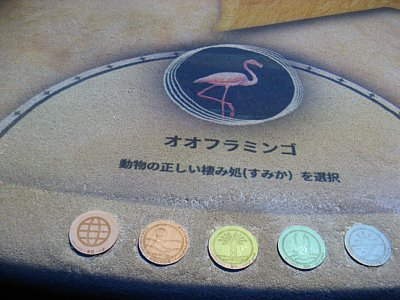 オオフラミンゴ
動物の正しい棲み処(すみか) を選択